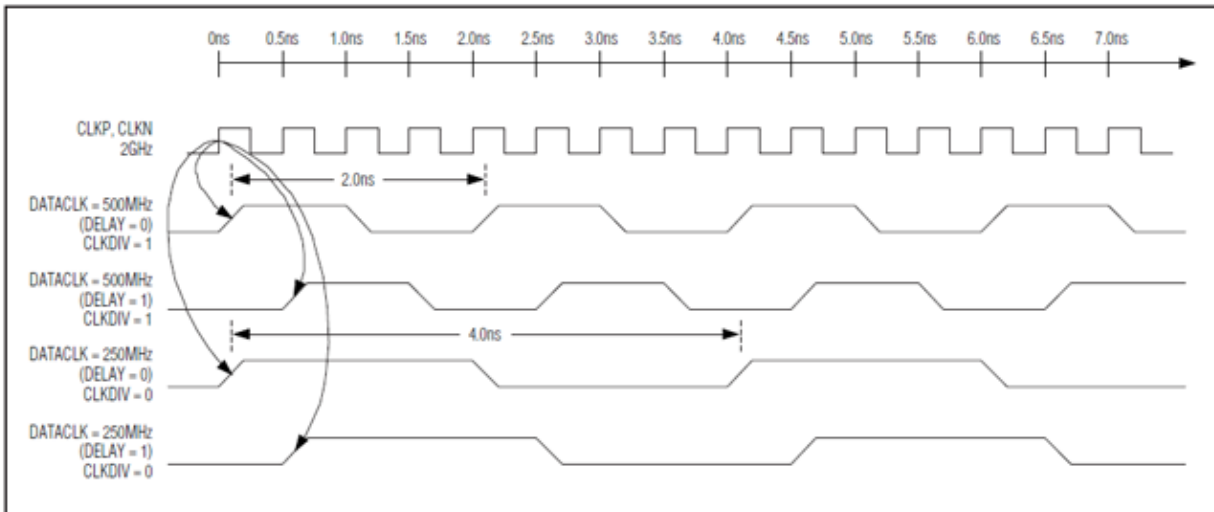 0ns 0.5ns 1.0ns 1.5ns 2.0ns 2.5ns 3.0ns 3.5ns 4.0ns 4.5ns 5.0ns 5.5ns 6.0ns 6.5ns 7.0ns
CLKP, CLKN
2GHz
2.0ns
DATACLK = 500MHz
(DELAY = 0)
CLKDIV = 1
DATACLK = 500MHz
(DELAY = 1)
CLKDIV = 1
4.0ns
DATACLK = 250MHz
(DELAY = 0)
CLKDIV = 0
DATACLK = 250MHz
(DELAY = 1)
CLKDIV = 0